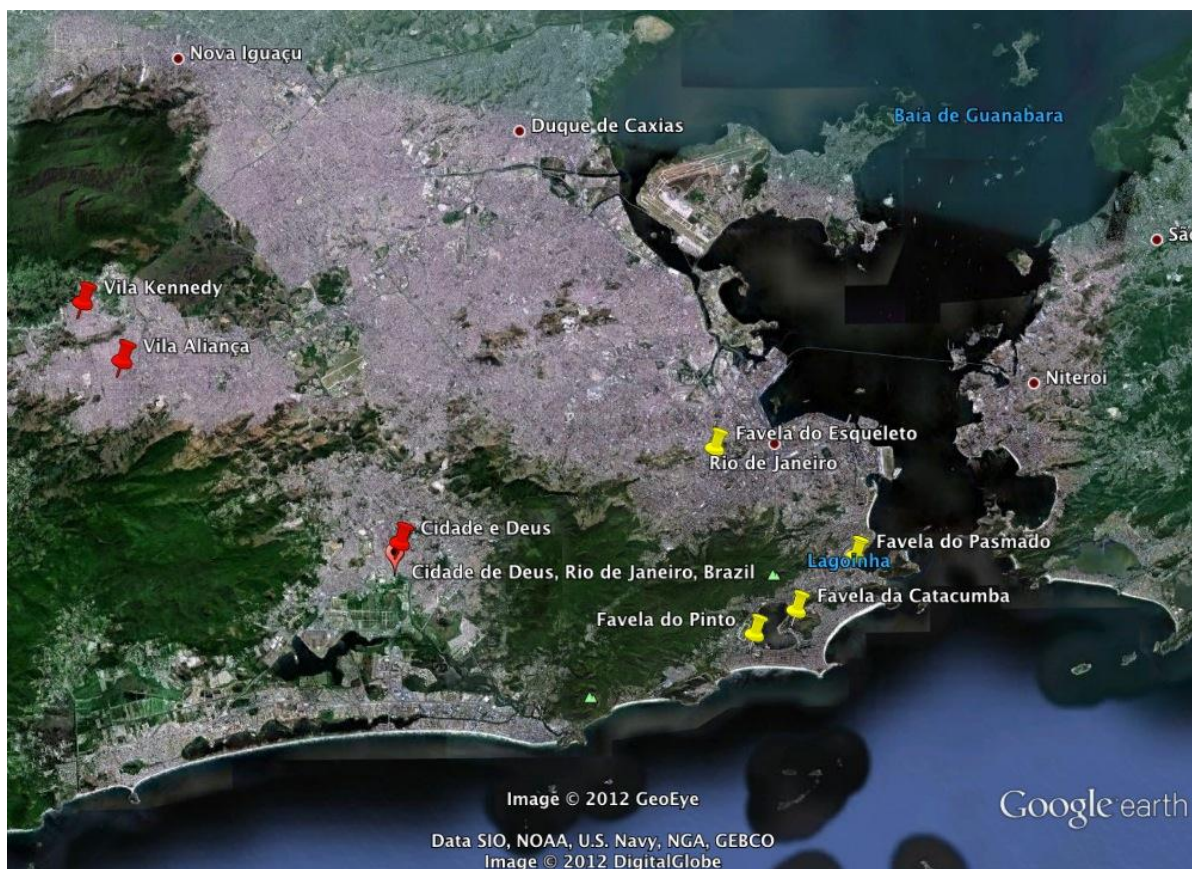 Nova Iguaçu
Duque de Caxias
Baía de Guanabara
São
Vila Kennedy
Vila Aliança
Niteroi
Favela do Esqueleto
Rio de Janeiro
Cidade e Deus
Favela do Pasmado
Lagoinha
Cidade de Deus, Rio de Janeiro, Brazil
Favela da Catacumba
Favela do Pinto
Image © 2012 GeoEye
Google earth
Data SIO, NOAA, U.S. Navy, NGA, GEBCO
Image © 2012 DigitalGlobe